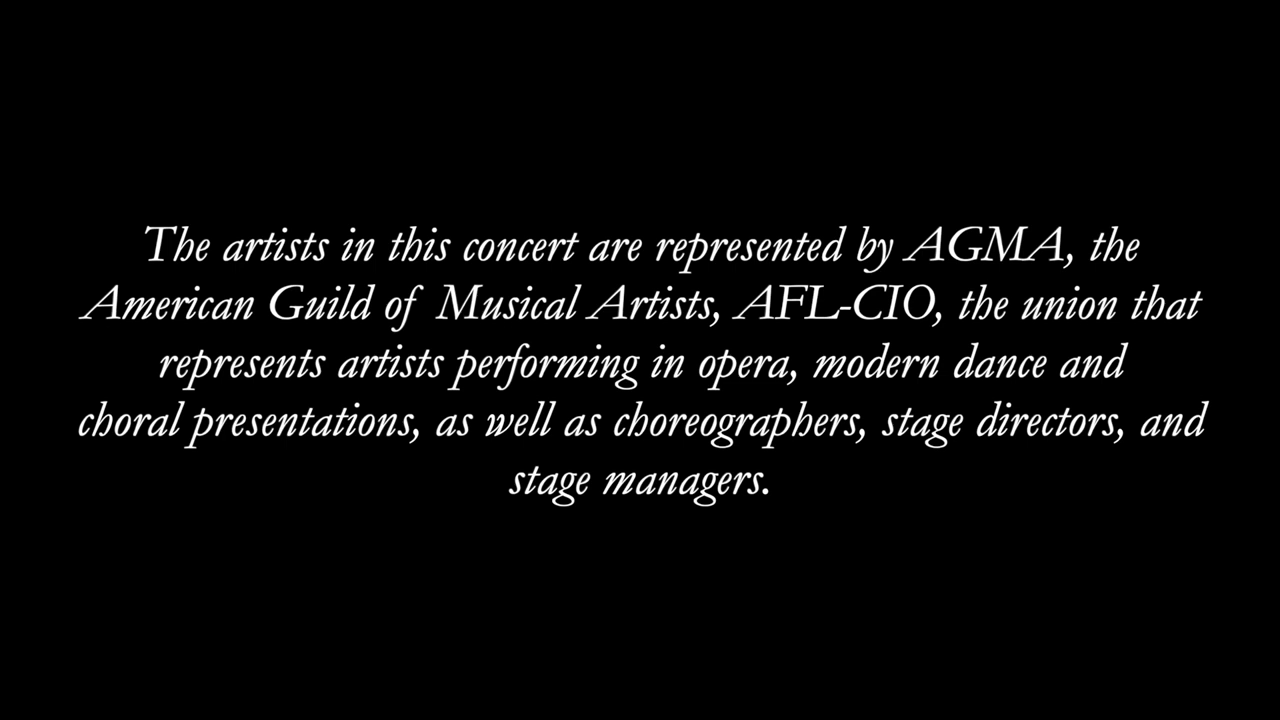 The artists in this concert are represented by AGMA, the
American Guild of Musical Artists, AFL-CIO, the union that
represents artists performing in opera, modern dance and
choral presentations, as well as choreographers, stage directors, and
stage managers.